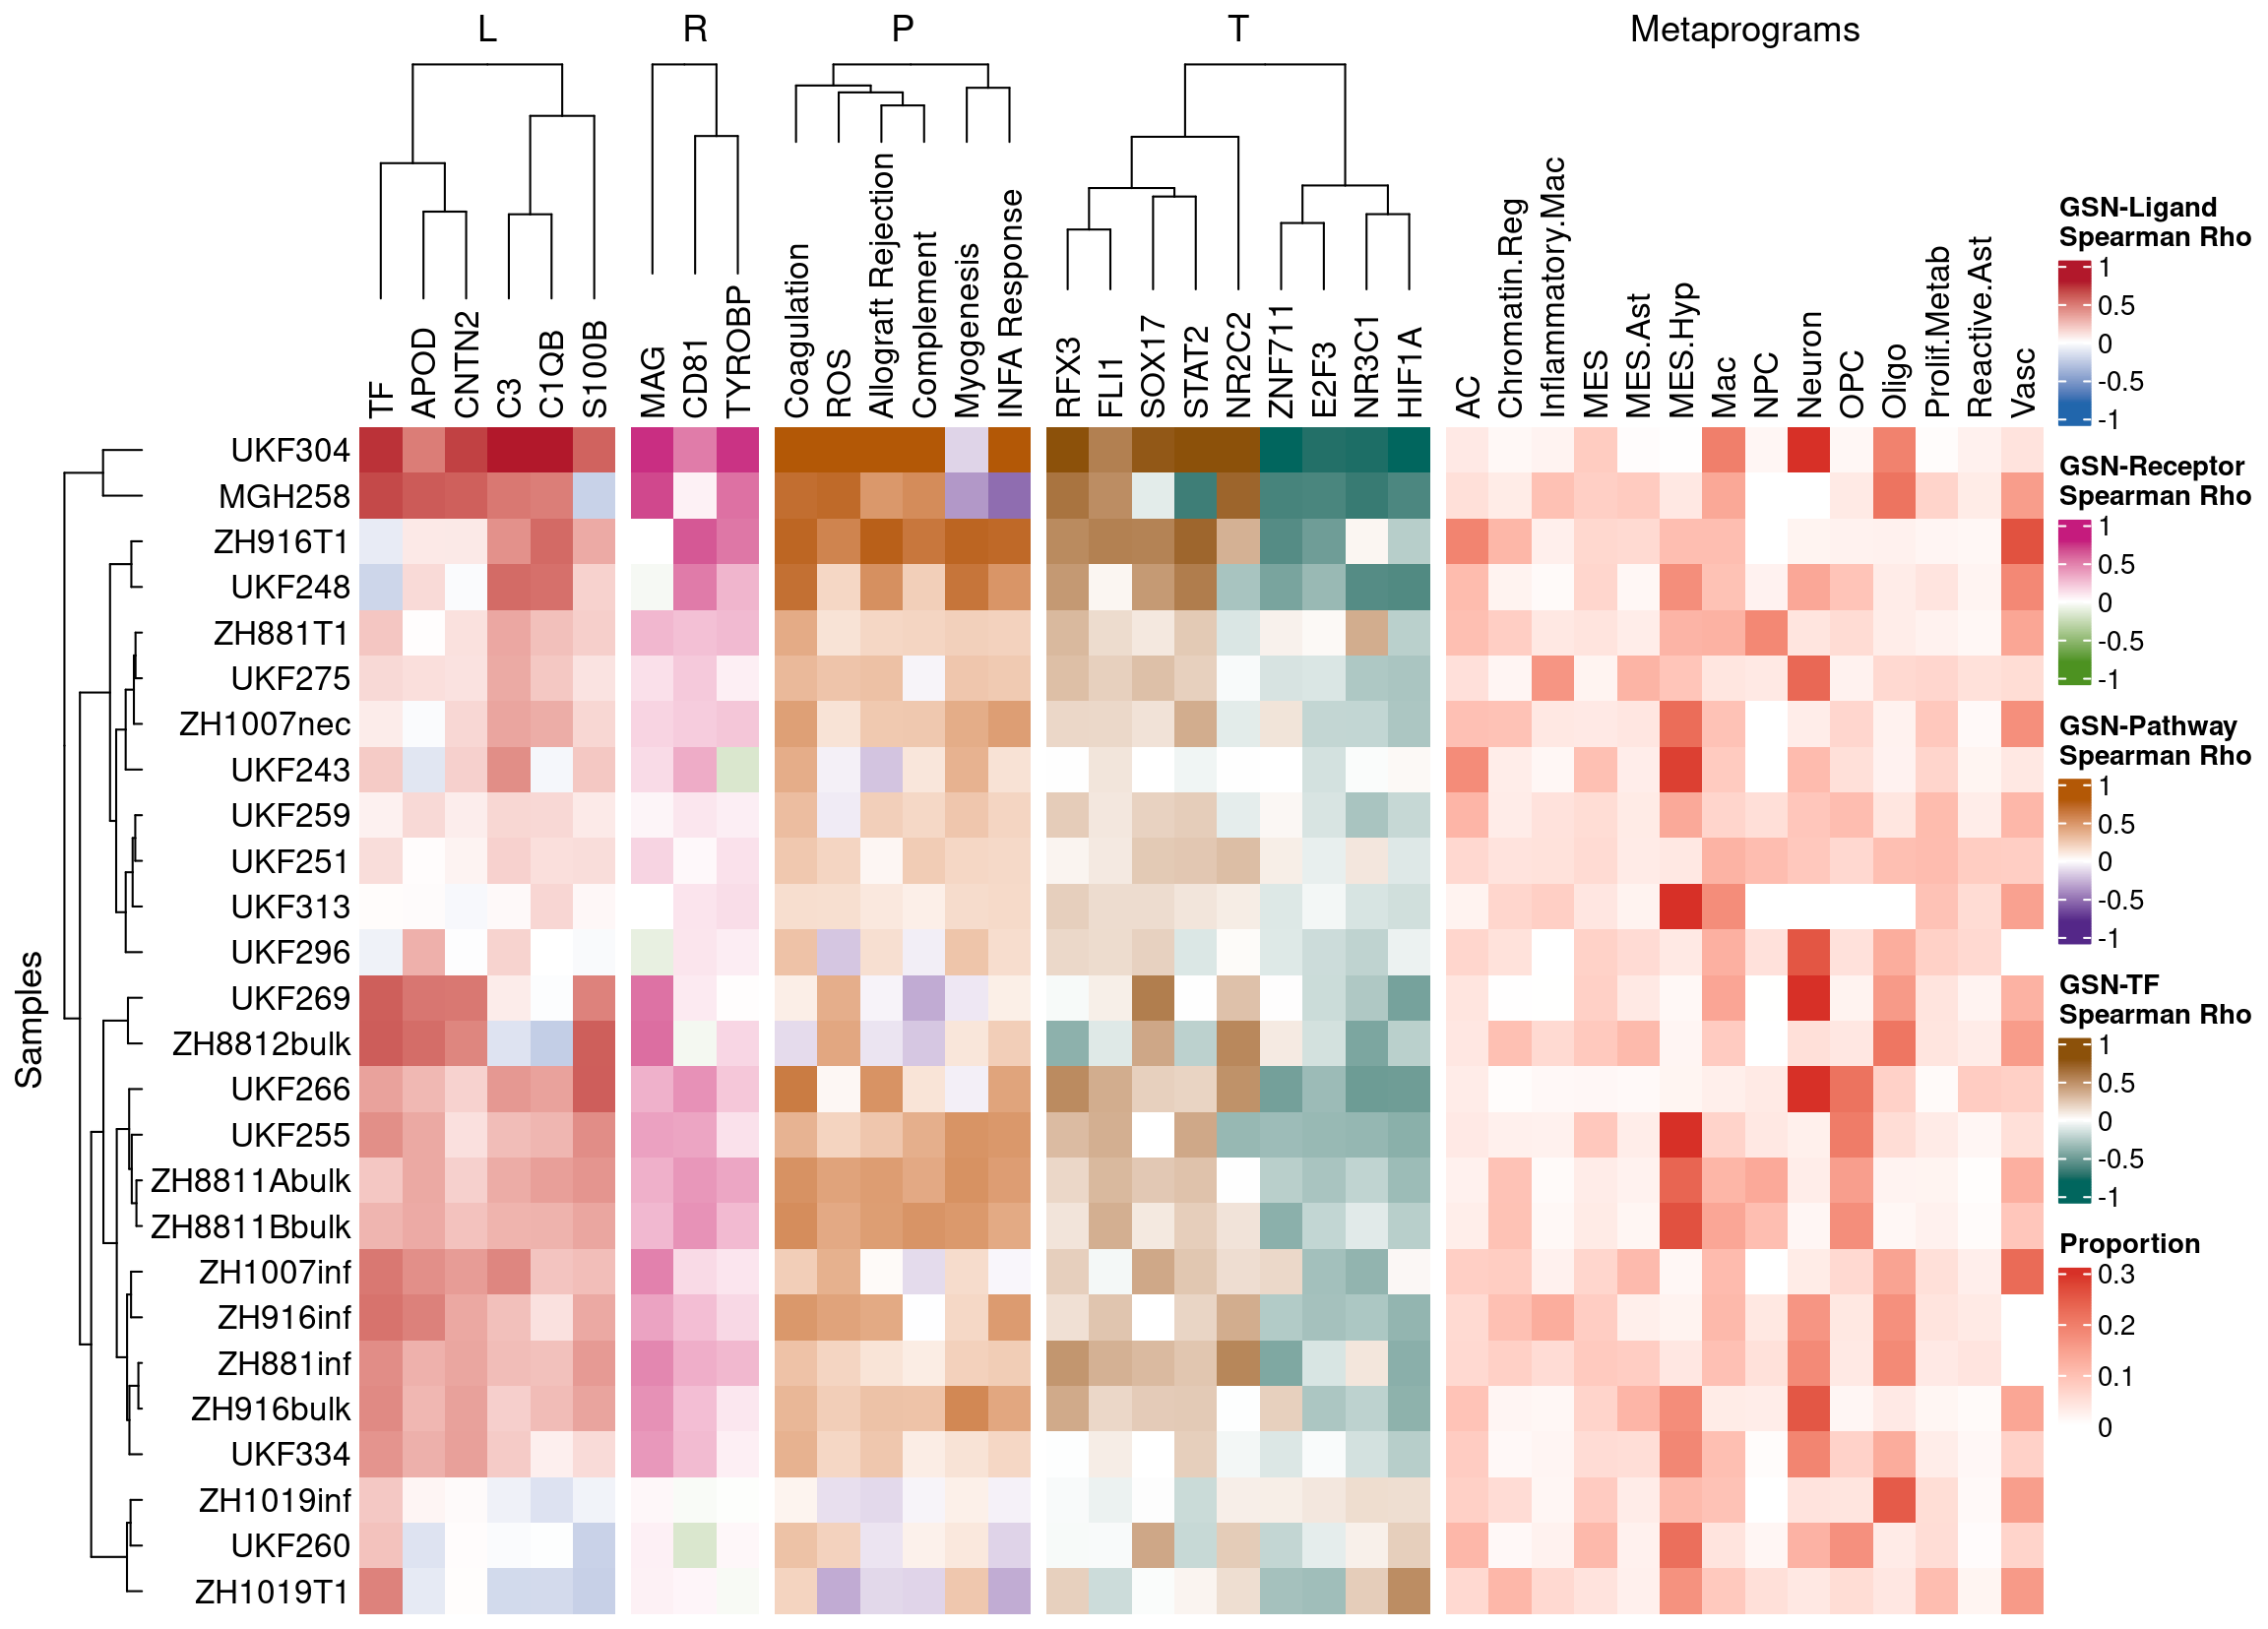 L
R
P
T
Metaprograms
TF
APOD
CNTN2
C3
C1QB
S100B
MAG
CD81
TYROBP
Coagulation
ROS
Allograft Rejection
Complement
Myogenesis
INFA Response
RFX3
FLI1
SOX17
STAT2
NR2C2
ZNF711
E2F3
NR3C1
HIF1A
AC
Chromatin.Reg
Inflammatory.Mac
MES
MES.Ast
MES.Hyp
Mac
NPC
Neuron
OPC
Oligo
Prolif.Metab
Reactive.Ast
Vasc
Samples
UKF304
MGH258
ZH916T1
UKF248
ZH881T1
UKF275
ZH1007nec
UKF243
UKF259
UKF251
UKF313
UKF296
UKF269
ZH8812bulk
UKF266
UKF255
ZH8811Abulk
ZH8811Bbulk
ZH1007inf
ZH916inf
ZH881inf
ZH916bulk
UKF334
ZH1019inf
UKF260
ZH1019T1
GSN-Ligand
Spearman Rho
1
0.5
0
-0.5
-1
GSN-Receptor
Spearman Rho
1
0.5
0
-0.5
-1
GSN-Pathway
Spearman Rho
1
0.5
0
-0.5
-1
GSN-TF
Spearman Rho
1
0.5
0
-0.5
-1
Proportion
0.3
0.2
0.1
0